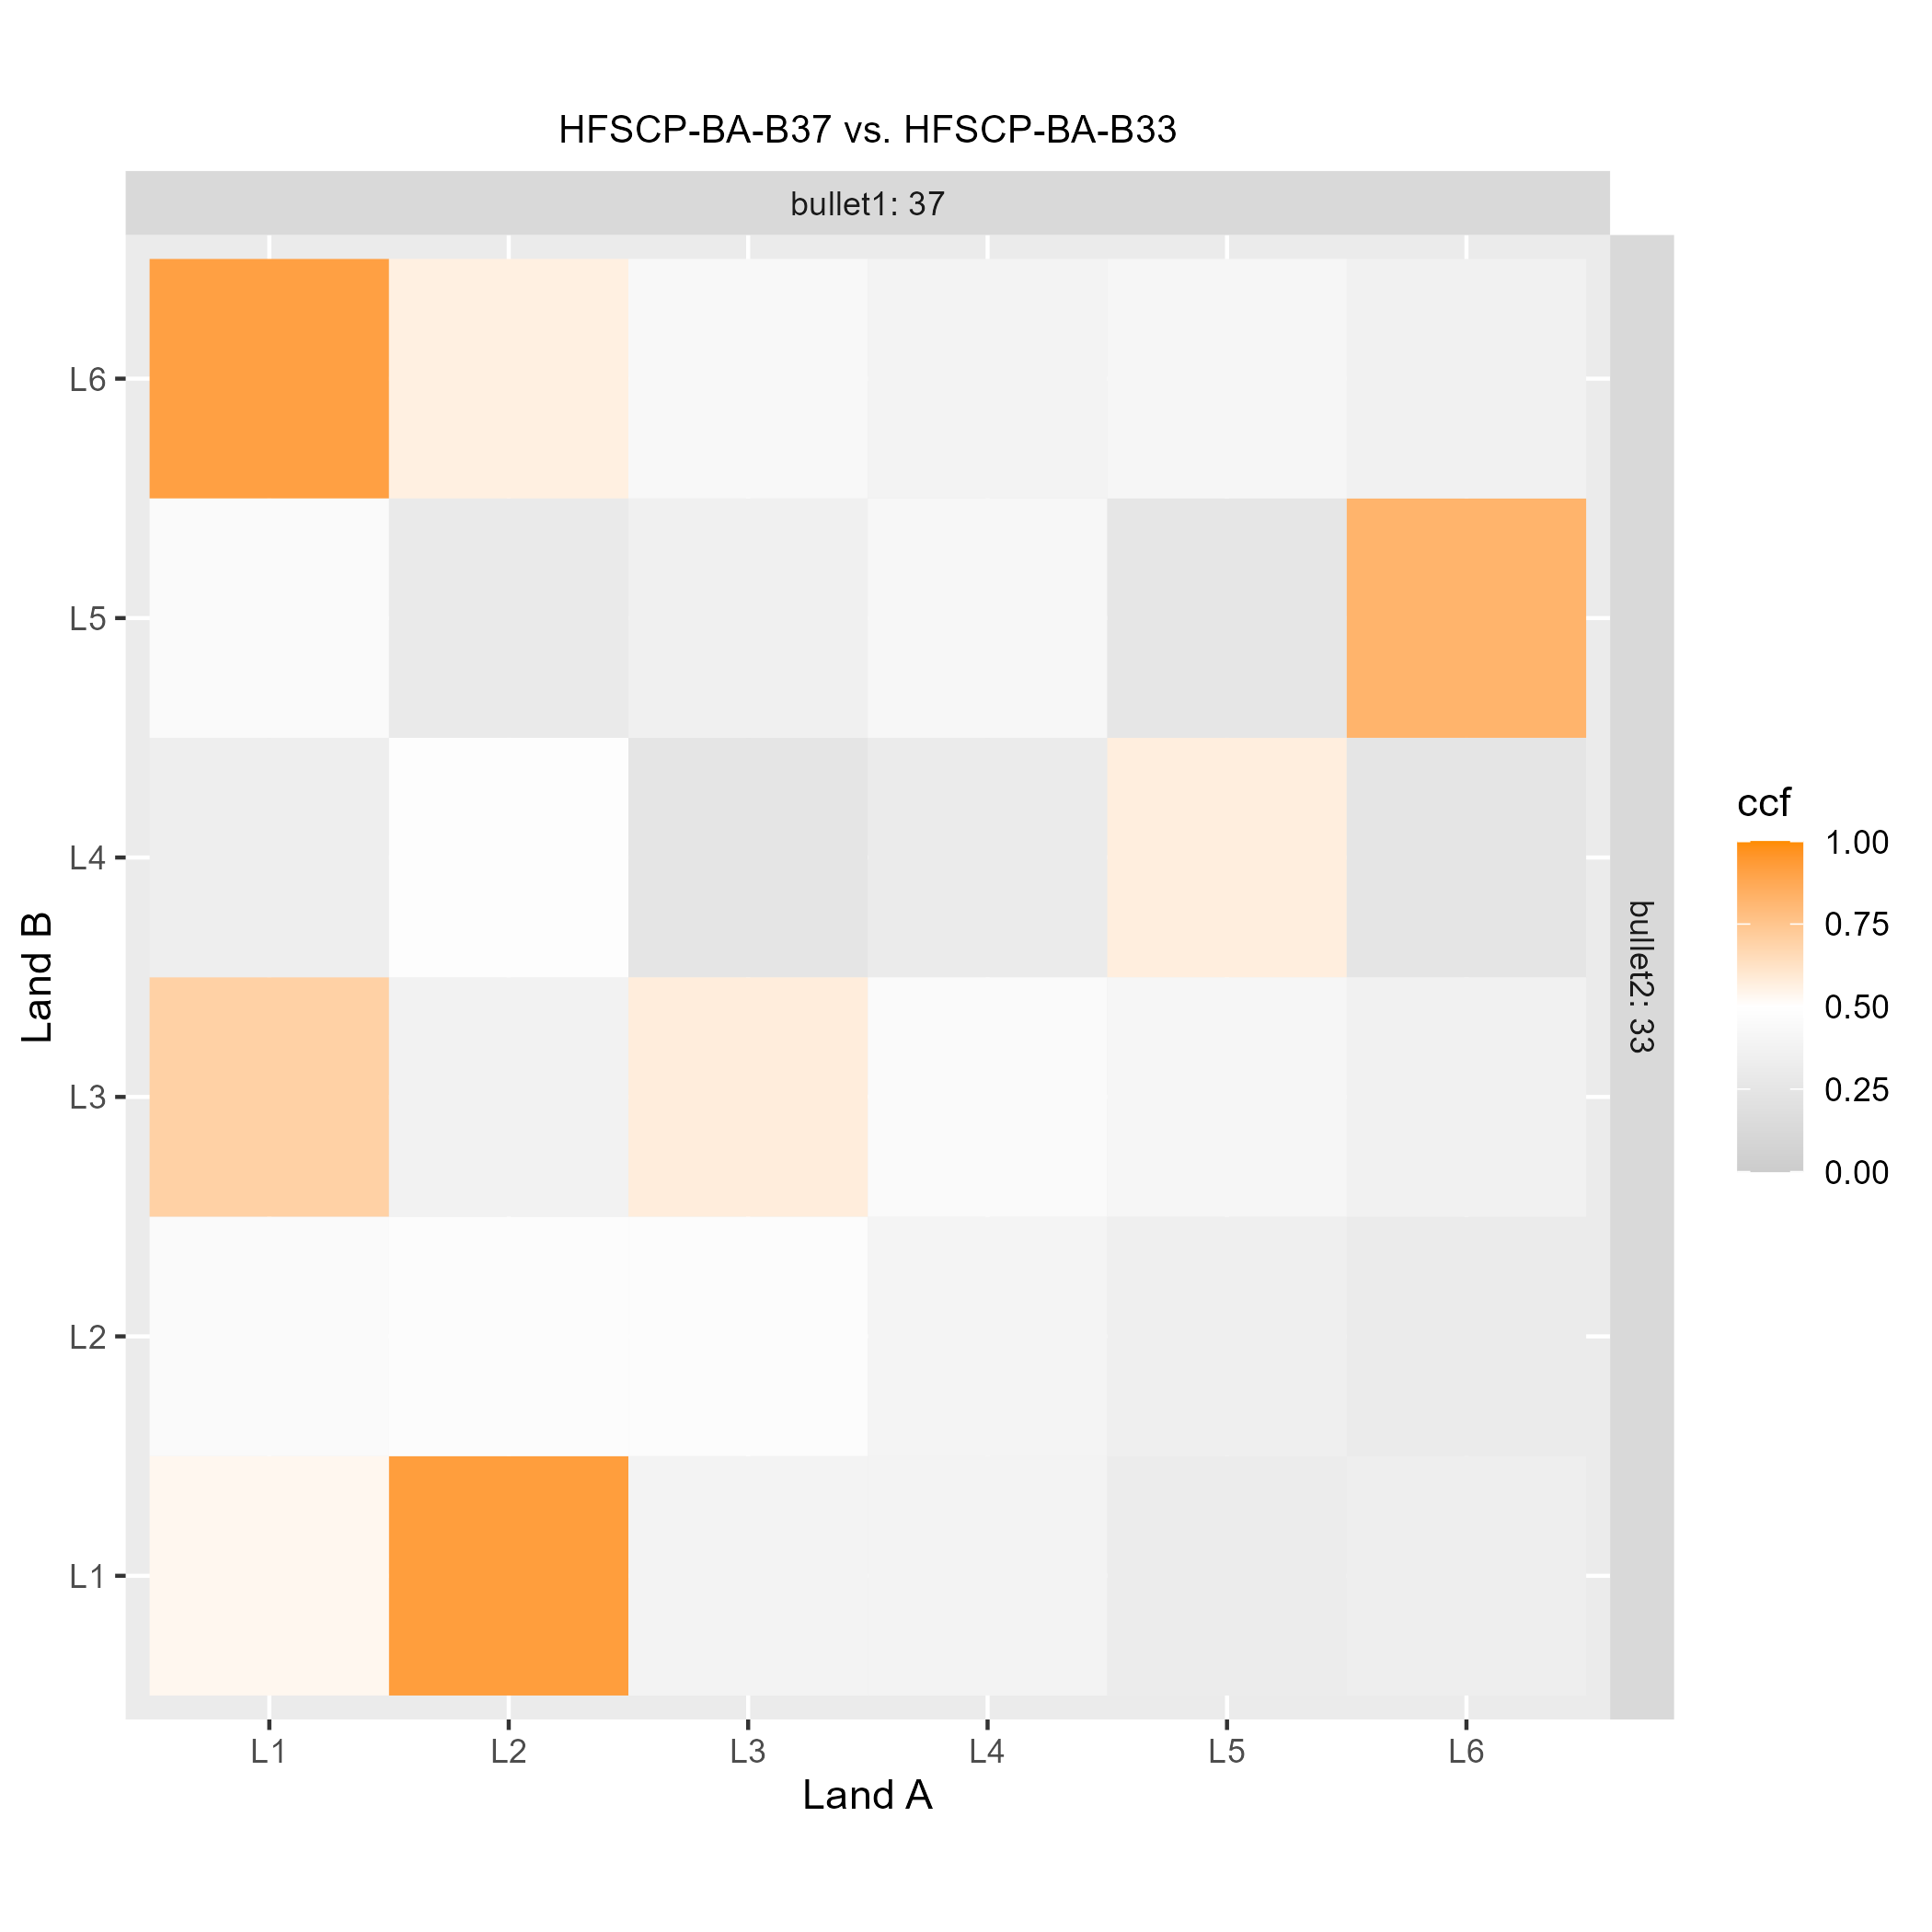 HFSCP-BA-B37 vs. HFSCP-BA-B33
bullet1: 37
L6
L5
L4
L3
L2
L1
Land B
bullet2: 33
L1 L2 L3 L4 L5 L6
Land A
ccf
1.00
0.75
0.50
0.25
0.00